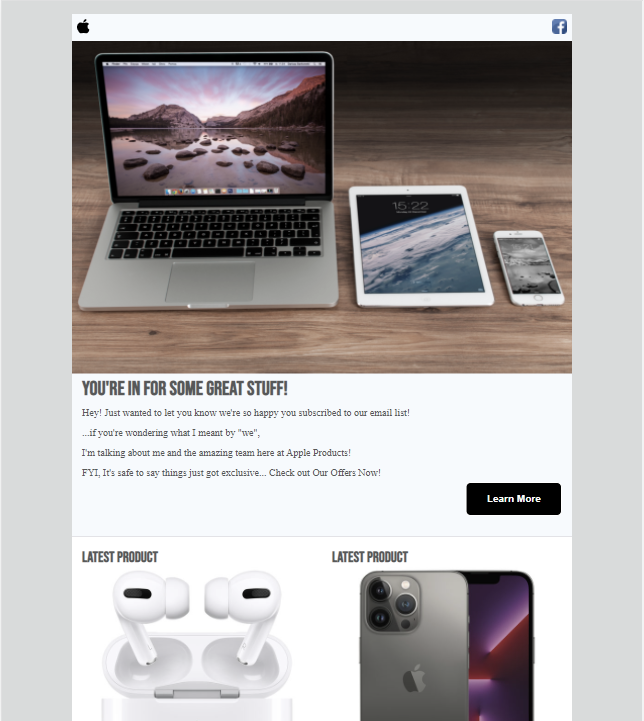 15:22
YOU'RE IN FOR SOME GREAT STUFF!
Hey! Just wanted to let you know we're so happy you subscribed to our email list!
...if you're wondering what I meant by "we",
I'm talking about me and the amazing team here at Apple Products!
FYI, It's safe to say things just got exclusive... Check out Our Offers Now!
Learn More
LATEST PRODUCT LATEST PRODUCT